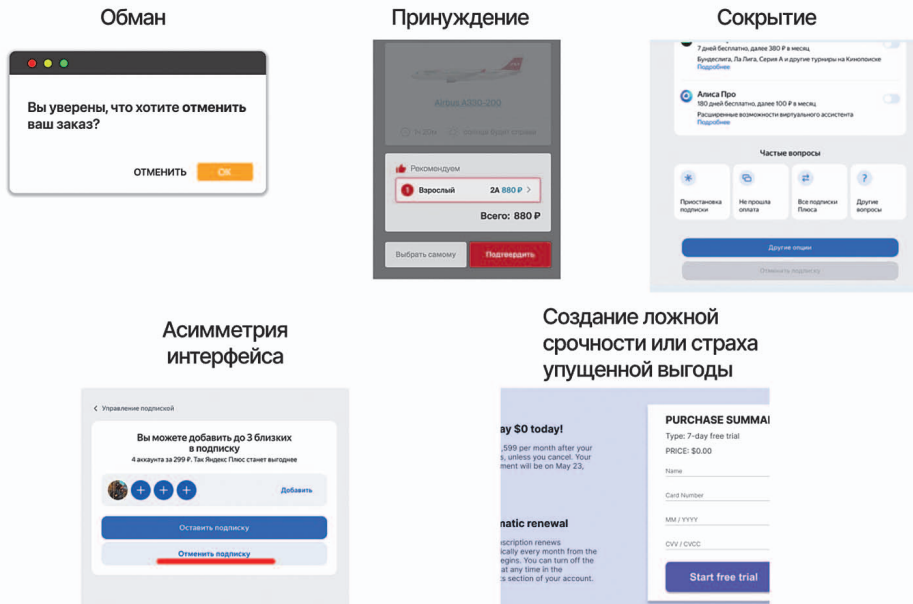 Обман
Принуждение
Сокрытие
Вы уверены, что хотите отменить
ваш заказ?
ОТМЕНИТЬ
OK
Airbus A330-200
Рекомендуем
1 Взрослый 2A 880 ₽ >
Всего: 880 ₽
Выбрать самому
Подтвердить
7 дней бесплатно, далее 380 ₽ в месяц
Бундеслига, Ла Лига, Серия А и другие турниры на Кинопоиске
Подробнее
Алиса Про
180 дней бесплатно, далее 100 ₽ в месяц
Расширенные возможности виртуального ассистента
Подробнее
Частые вопросы
Приостановка
подписки
Не прошла
оплата
Все подписки
Плюса
Другие
вопросы
Другие опции
Отменить подписку
Асимметрия
интерфейса
Создание ложной
срочности или страха
упущенной выгоды
Управление подпиской
Вы можете добавить до 3 близких
в подписку
4 аккаунта за 299 ₽. Так Яндекс Плюс станет выгоднее
Добавить
Оставить подписку
Отменить подписку
ay $0 today!
,599 per month after your
s, unless you cancel. Your
ment will be on May 23,
matic renewal
bscription renews
ically every month from the
egins. You can turn off the
at any time in the
s section of your account.
PURCHASE SUMMAI
Type: 7-day free trial
PRICE: $0.00
Name
Card Number
MM / YYYY
CVV / CVCC
Start free trial